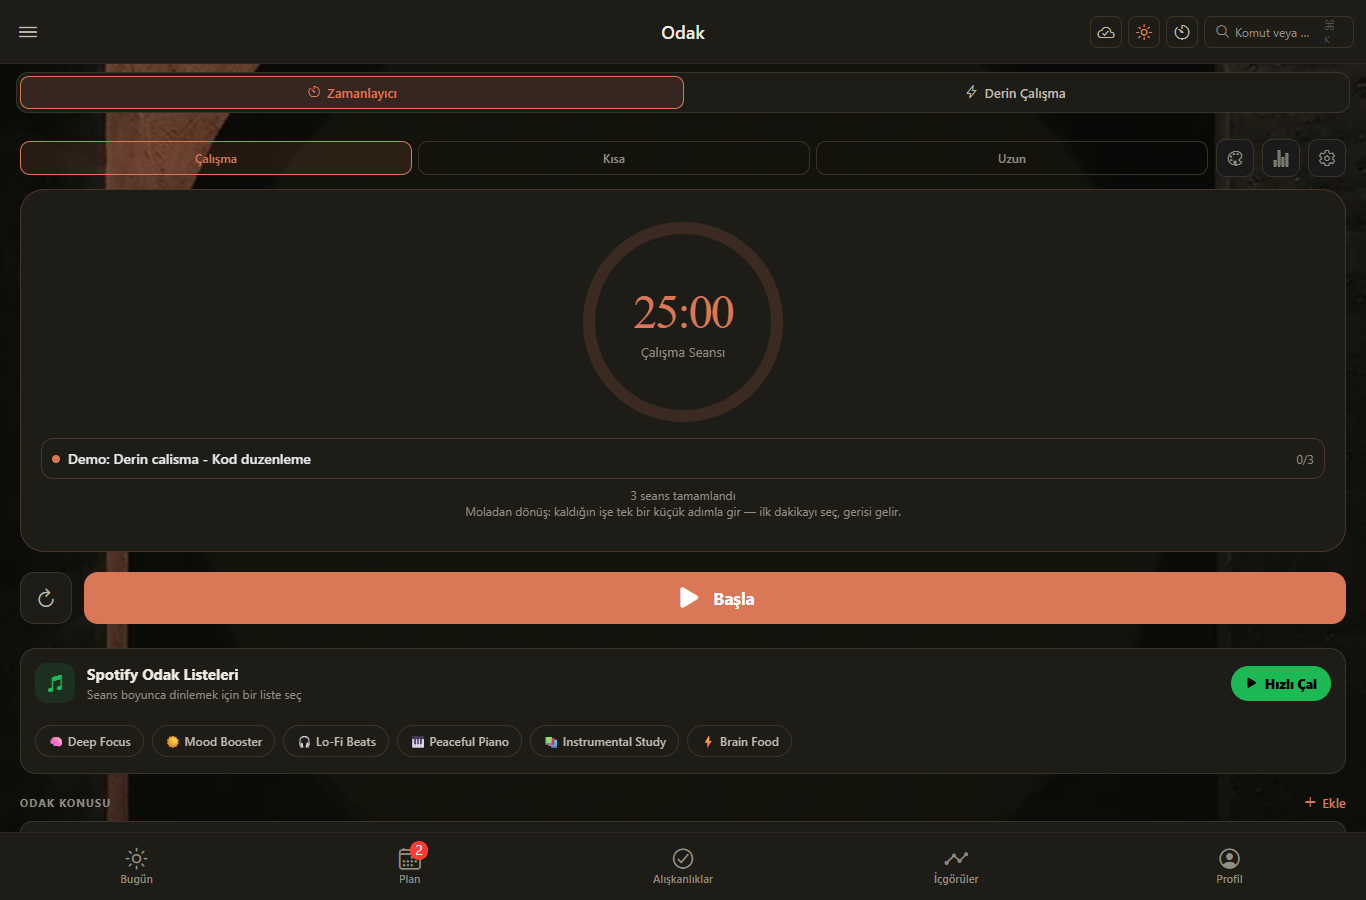 Odak
Komut veya ...
⌘
K
Zamanlayıcı
Derin Çalışma
Çalışma
Kısa
Uzun
25:00
Çalışma Seansı
Demo: Derin calisma - Kod duzenleme
0/3
3 seans tamamlandı
Moladan dönüş: kaldığın işe tek bir küçük adımla gir — ilk dakikayı seç, gerisi gelir.
Başla
Spotify Odak Listeleri
Seans boyunca dinlemek için bir liste seç
Hızlı Çal
Deep Focus
Mood Booster
Lo-Fi Beats
Peaceful Piano
Instrumental Study
Brain Food
ODAK KONUSU
+ Ekle
Bugün
2
Plan
Alışkanlıklar
İçgörüler
Profil